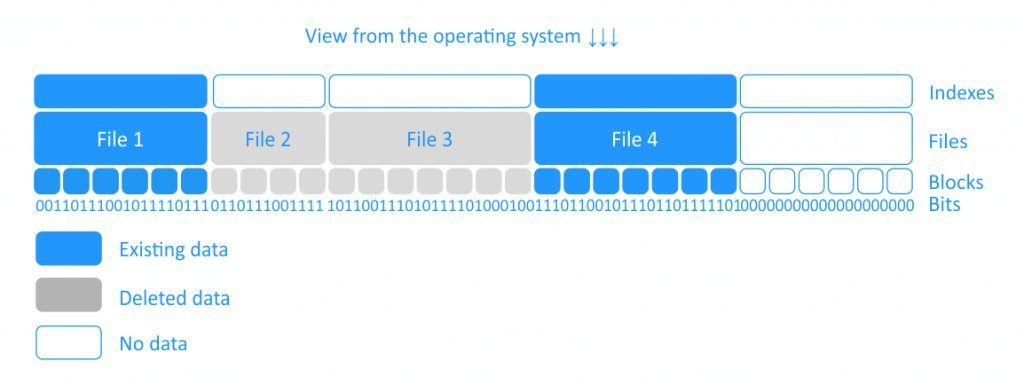 View from the operating system ↓↓↓
Indexes
File 1 File 2 File 3 File 4 Files
Blocks
001101110010111101110110111001111 1011001110101111010001001110110010111011011111010000000000000000000 Bits
Existing data
Deleted data
No data